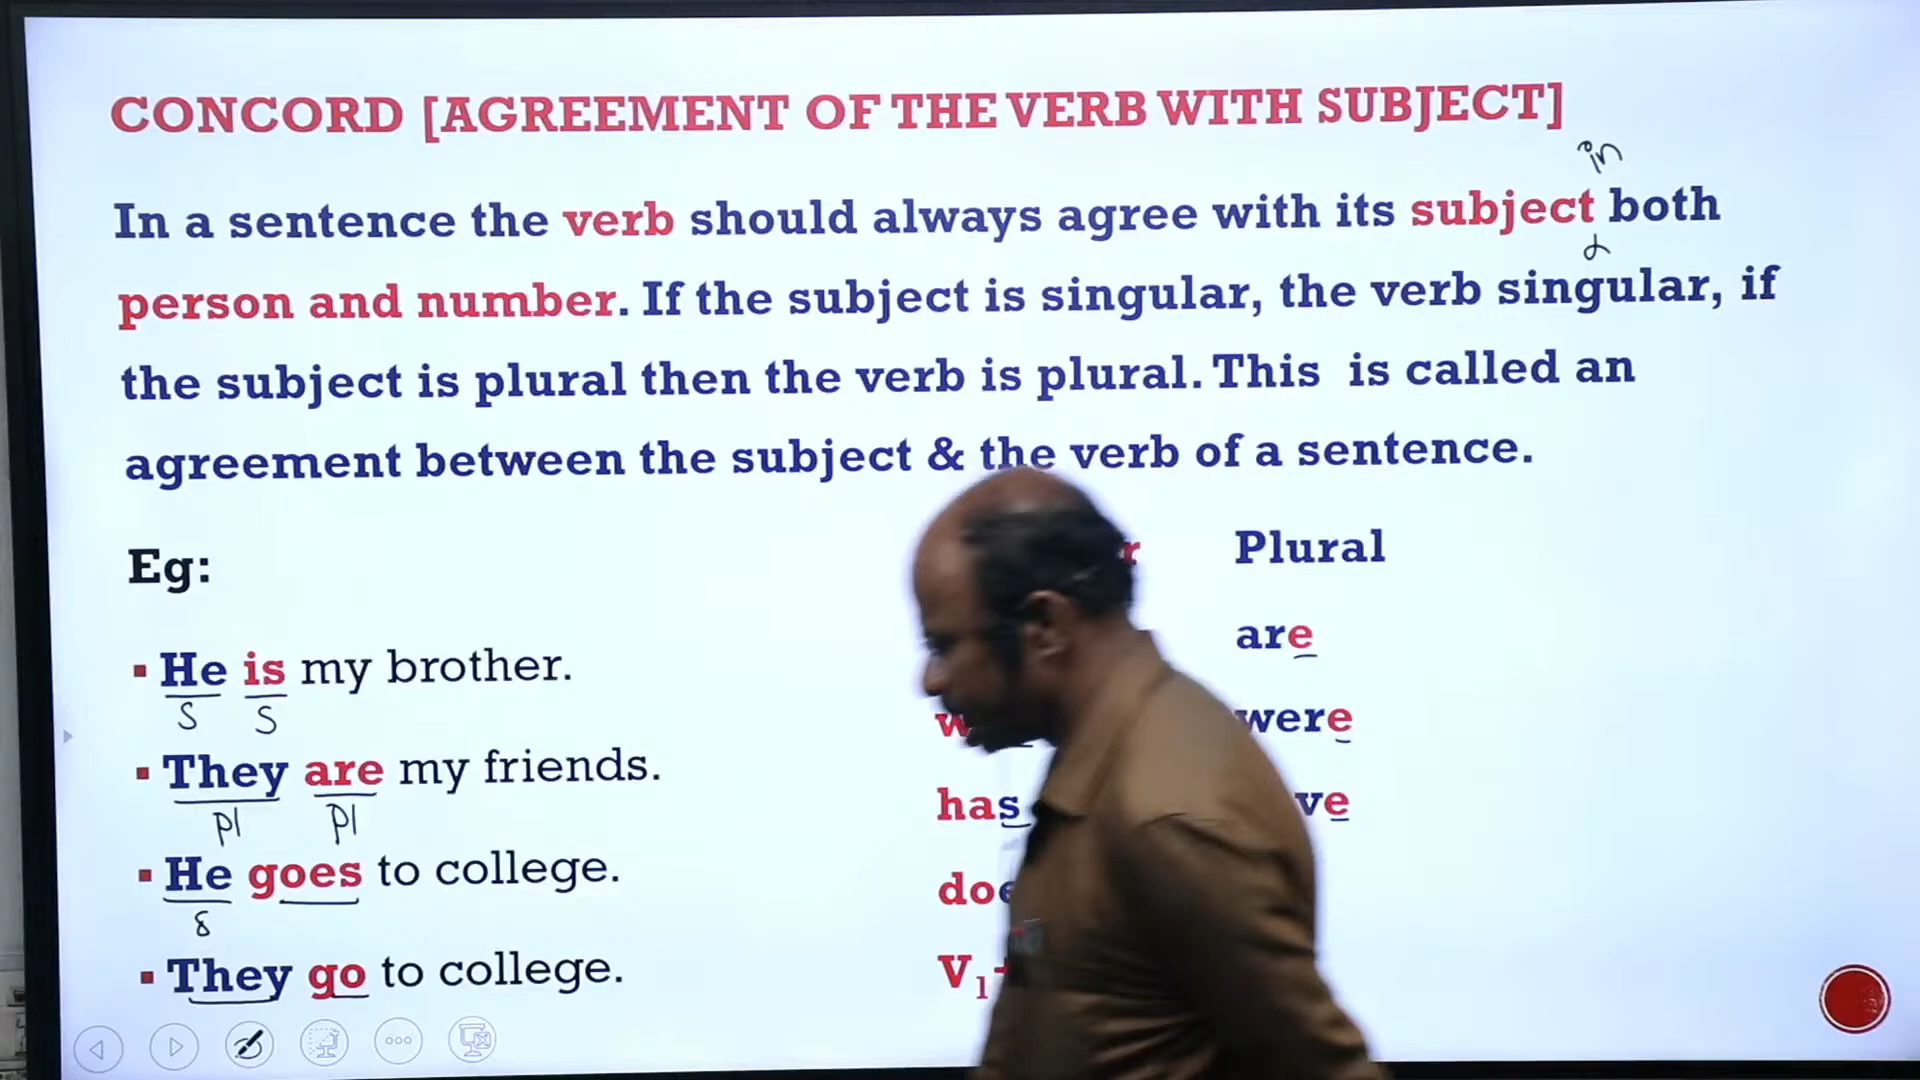 CONCORD [AGREEMENT OF THE VERB WITH SUBJECT]
in
In a sentence the verb should always agree with its subject both
person and number. If the subject is singular, the verb singular, if
the subject is plural then the verb is plural. This is called an
agreement between the subject & the verb of a sentence.
Eg:
Plural
are
He is my brother.
S S
were
They are my friends.
pl pl
has
He goes to college.
They go to college.